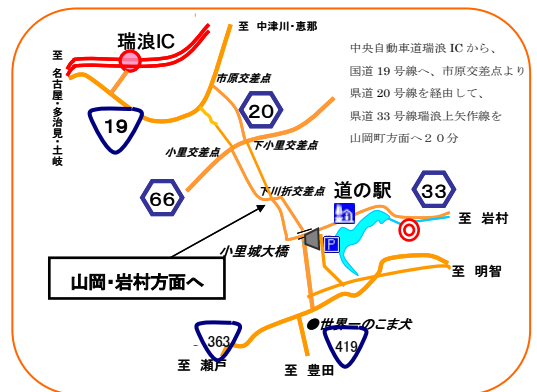 至 中津川・恵那
瑞浪IC
至 名古屋・多治見・土岐
中央自動車道瑞浪 IC から、
国道 19 号線へ、市原交差点より
県道 20 号線を経由して、
県道 33 号線瑞浪上矢作線を
山岡町方面へ２０分
市原交差点
19
20
小里交差点
下小里交差点
66
下川折交差点
道の駅
33
至 岩村
P
小里城大橋
山岡・岩村方面へ
至 明智
●世界一のこま犬
363
419
至 瀬戸
至 豊田